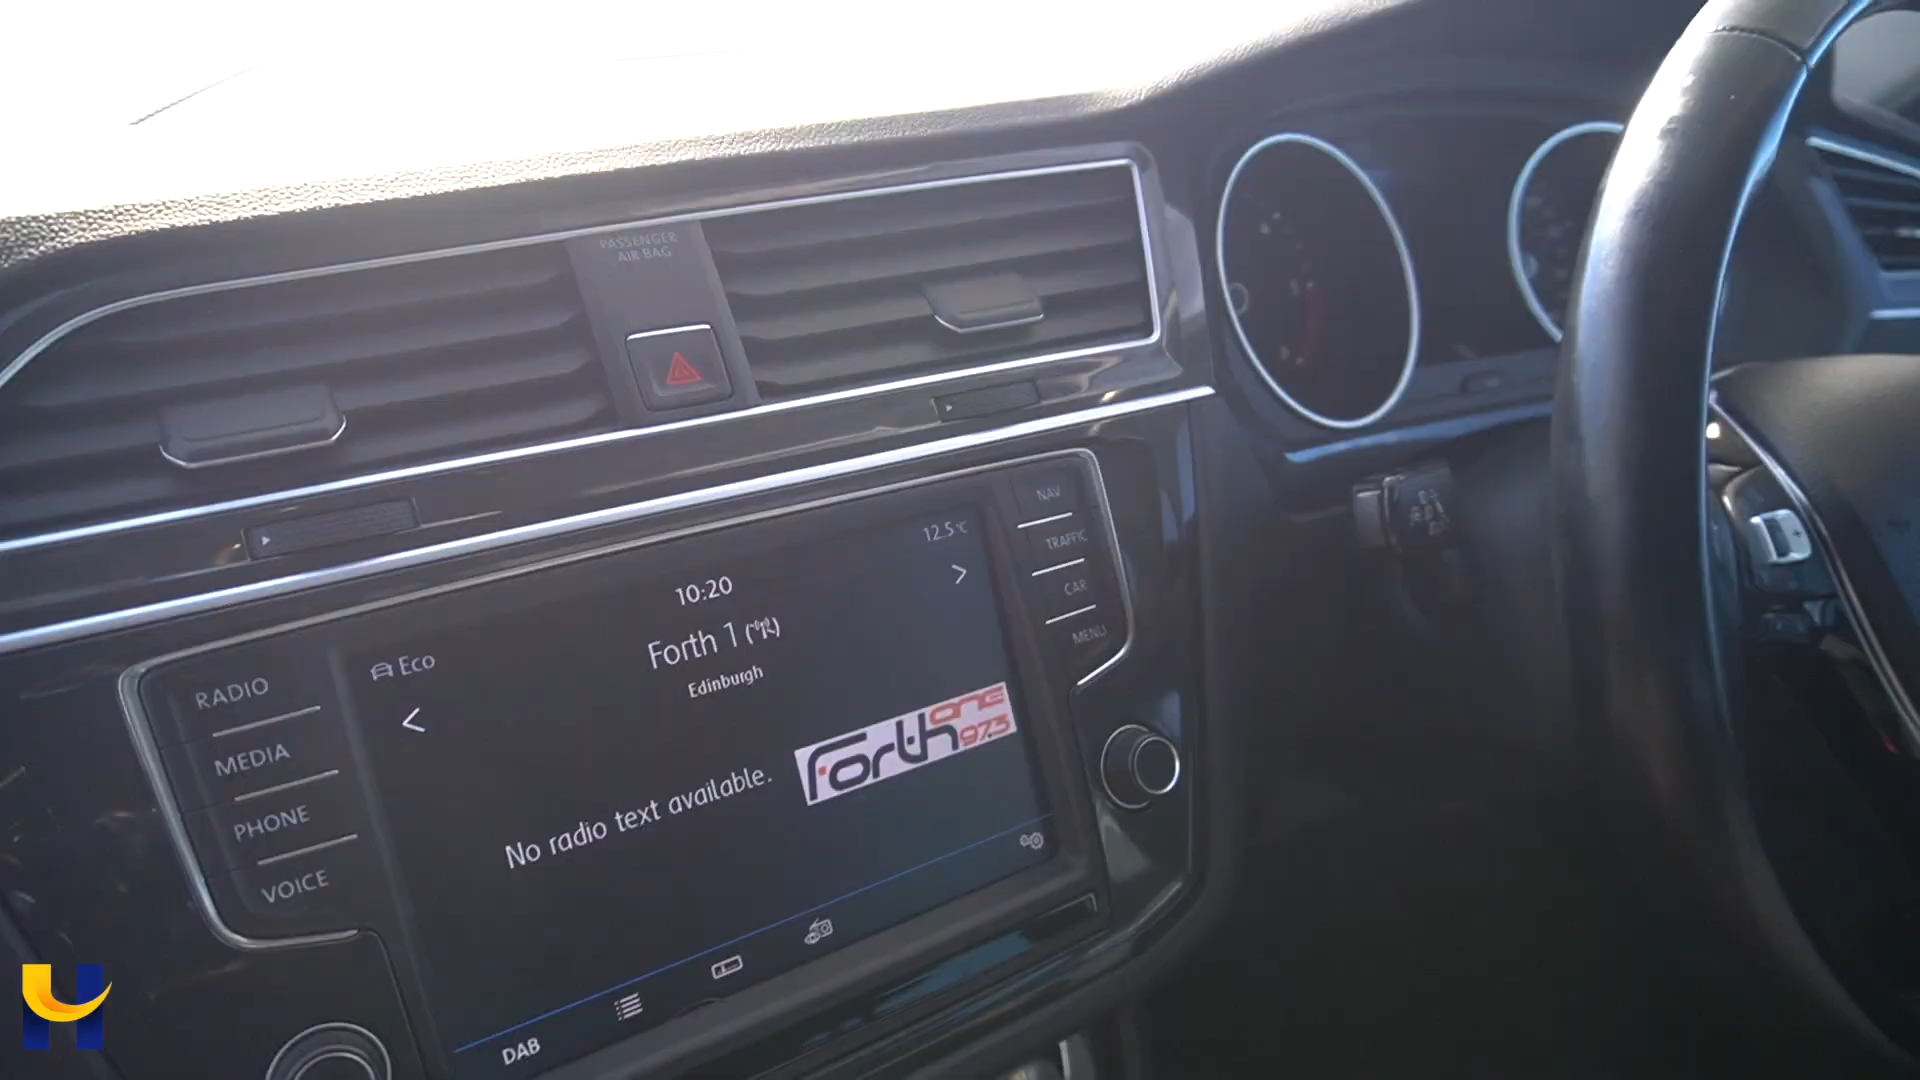 PASSENGER
AIR BAG
NAV
TRAFFIC
CAR
MENU
RADIO
MEDIA
PHONE
VOICE
12.5°C
10:20
Eco
Forth 1
Edinburgh
No radio text available.
Forth one 97.3
DAB
H